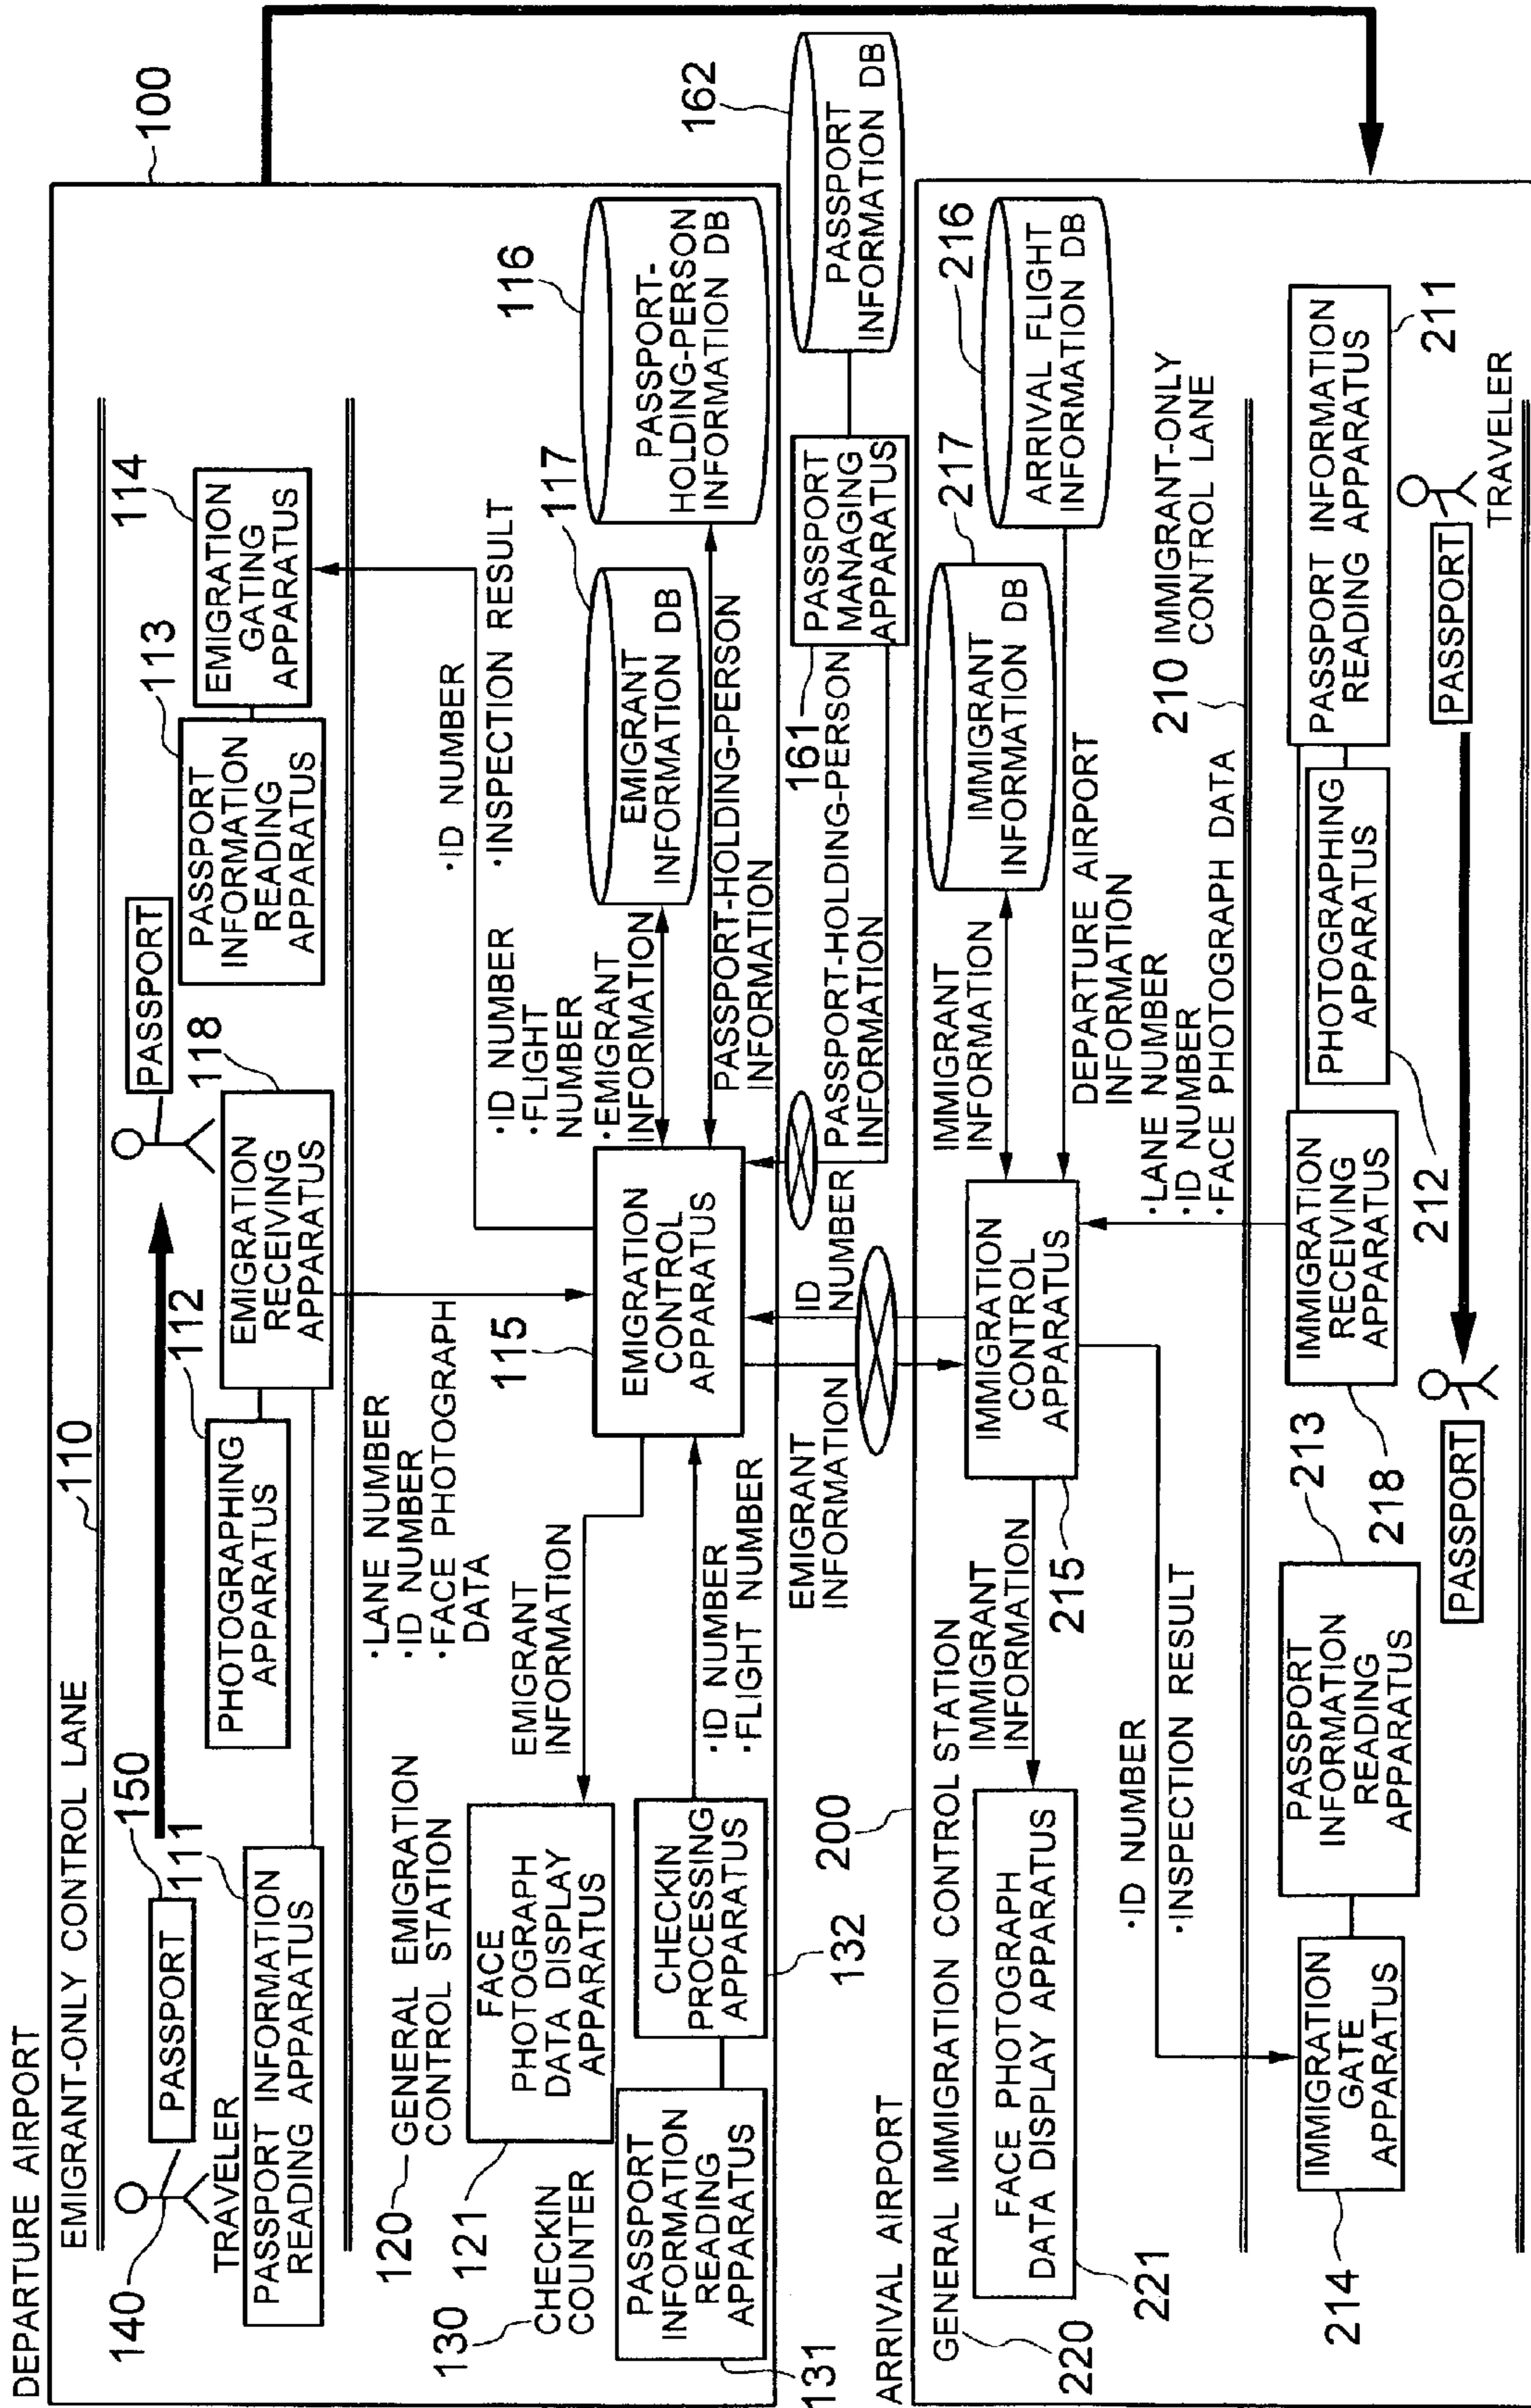 DEPARTURE AIRPORT
EMIGRANT-ONLY CONTROL LANE
110
100
140
TRAVELER
PASSPORT
150
PASSPORT INFORMATION
READING APPARATUS
111
PHOTOGRAPHING
APPARATUS
112
EMIGRATION
RECEIVING
APPARATUS
118
PASSPORT
PASSPORT
INFORMATION
READING
APPARATUS
113
EMIGRATION
GATING
APPARATUS
114
120
GENERAL EMIGRATION
CONTROL STATION
121
FACE
PHOTOGRAPH
DATA DISPLAY
APPARATUS
EMIGRANT
INFORMATION
·LANE NUMBER
·ID NUMBER
·FACE PHOTOGRAPH
DATA
115
EMIGRATION
CONTROL
APPARATUS
·ID NUMBER
·INSPECTION RESULT
·ID NUMBER
·FLIGHT
NUMBER
·EMIGRANT
INFORMATION
117
EMIGRANT
INFORMATION DB
116
PASSPORT-
HOLDING-PERSON
INFORMATION DB
PASSPORT-HOLDING-PERSON
INFORMATION
130
CHECKIN
COUNTER
131
PASSPORT
INFORMATION
READING
APPARATUS
CHECKIN
PROCESSING
APPARATUS
132
·ID NUMBER
·FLIGHT NUMBER
EMIGRANT
INFORMATION
ID
NUMBER
PASSPORT-HOLDING-PERSON
INFORMATION
161
PASSPORT
MANAGING
APPARATUS
162
PASSPORT
INFORMATION DB
ARRIVAL AIRPORT
200
GENERAL IMMIGRATION CONTROL STATION
220
FACE PHOTOGRAPH
DATA DISPLAY APPARATUS
221
IMMIGRANT
INFORMATION
IMMIGRATION
CONTROL
APPARATUS
215
IMMIGRANT
INFORMATION
217
IMMIGRANT
INFORMATION DB
216
ARRIVAL FLIGHT
INFORMATION DB
DEPARTURE AIRPORT
INFORMATION
·ID NUMBER
·INSPECTION RESULT
·LANE NUMBER
·ID NUMBER
·FACE PHOTOGRAPH DATA
210 IMMIGRANT-ONLY
CONTROL LANE
214
IMMIGRATION
GATE
APPARATUS
PASSPORT
INFORMATION
READING
APPARATUS
213
218
IMMIGRATION
RECEIVING
APPARATUS
212
PHOTOGRAPHING
APPARATUS
PASSPORT INFORMATION
READING APPARATUS
211
PASSPORT
PASSPORT
TRAVELER